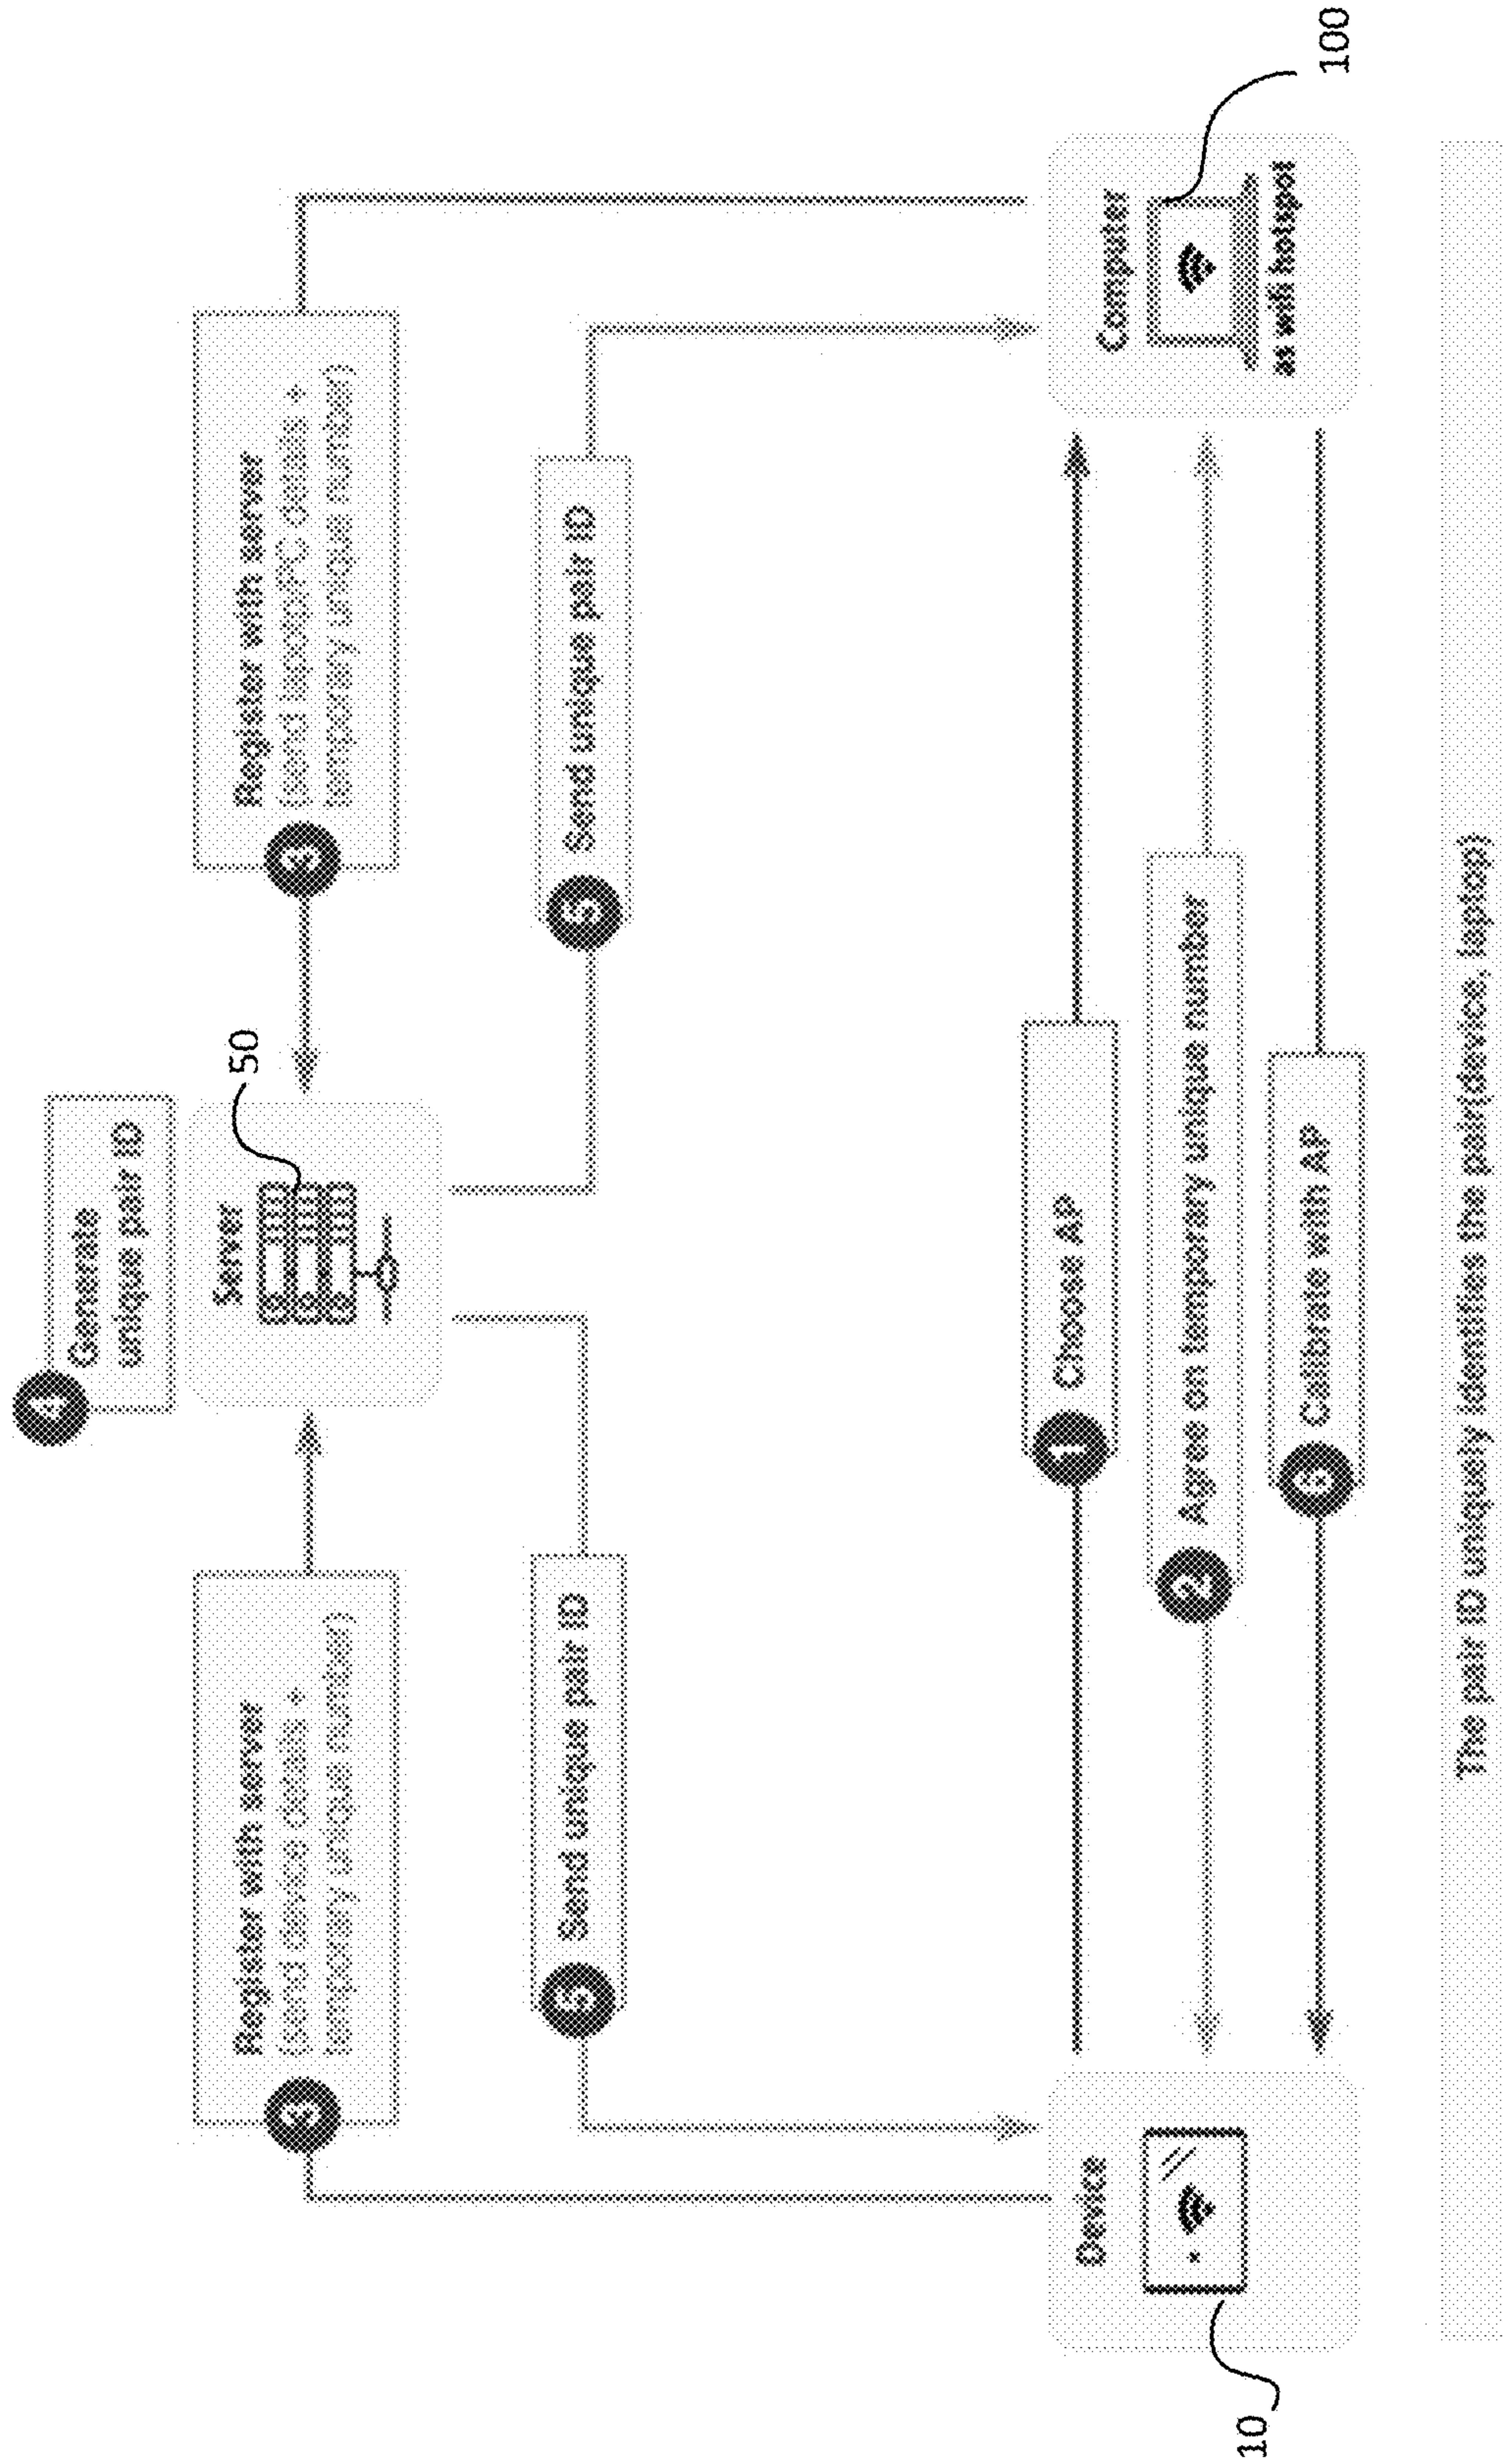 4
Generate
unique pair ID
3
Register with server
(send device details +
temporary unique number)
Server
50
3
Register with server
(send laptop/PC details +
temporary unique number)
5
Send unique pair ID
5
Send unique pair ID
Device
10
1
Choose AP
2
Agree on temporary unique number
6
Calibrate with AP
Computer
as wifi hotspot
100
The pair ID uniquely identifies the pair(device, laptop)